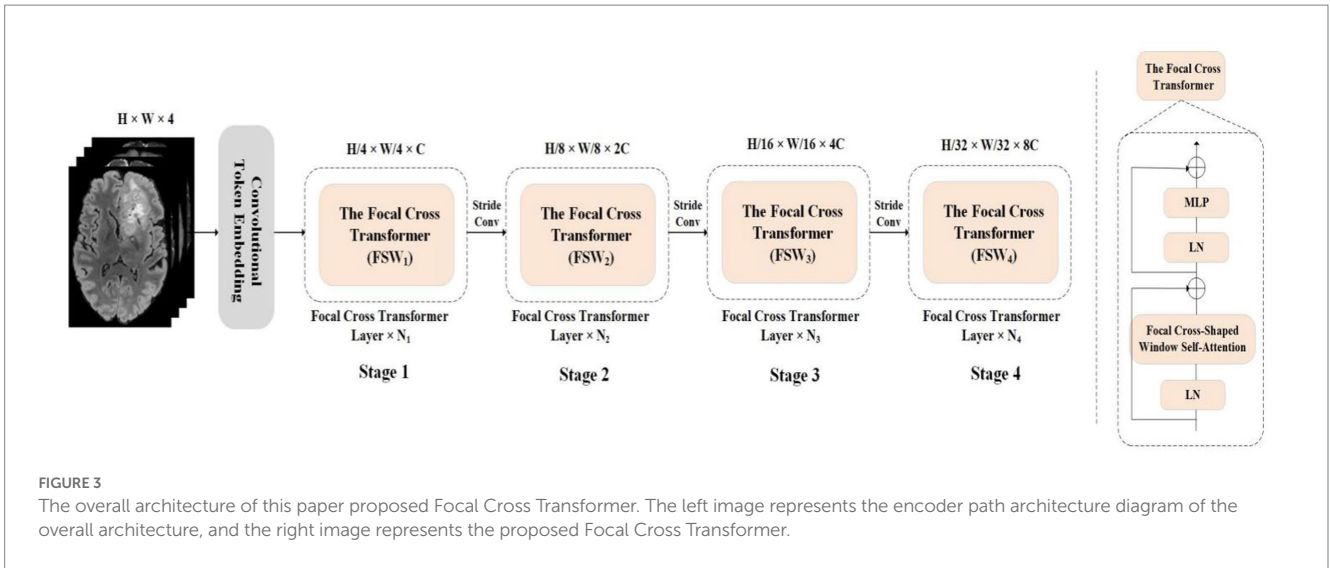 H × W × 4
Convolutional
Token Embedding
H/4 × W/4 × C
The Focal Cross
Transformer
(FSW₁)
Focal Cross Transformer
Layer × N₁
Stage 1
Stride
Conv
H/8 × W/8 × 2C
The Focal Cross
Transformer
(FSW₂)
Focal Cross Transformer
Layer × N₂
Stage 2
Stride
Conv
H/16 × W/16 × 4C
The Focal Cross
Transformer
(FSW₃)
Focal Cross Transformer
Layer × N₃
Stage 3
Stride
Conv
H/32 × W/32 × 8C
The Focal Cross
Transformer
(FSW₄)
Focal Cross Transformer
Layer × N₄
Stage 4
The Focal Cross
Transformer
MLP
LN
Focal Cross-Shaped
Window Self-Attention
LN
FIGURE 3
The overall architecture of this paper proposed Focal Cross Transformer. The left image represents the encoder path architecture diagram of the
overall architecture, and the right image represents the proposed Focal Cross Transformer.